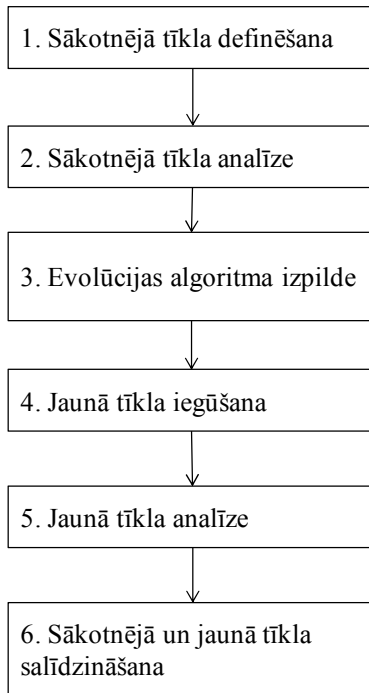 1. Sākotnējā tīkla definēšana
2. Sākotnējā tīkla analīze
3. Evolūcijas algoritma izpilde
4. Jaunā tīkla iegūšana
5. Jaunā tīkla analīze
6. Sākotnējā un jaunā tīkla
salīdzināšana